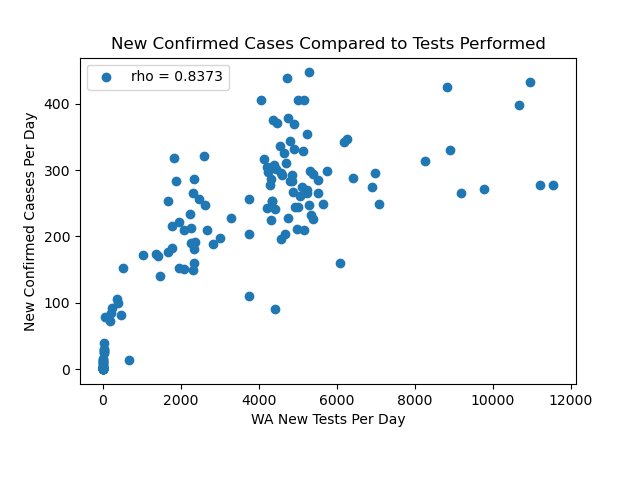 New Confirmed Cases Compared to Tests Performed
rho = 0.8373
New Confirmed Caeses Per Day
400
300
200
100
0
0 2000 4000 6000 8000 10000 12000
WA New Tests Per Day